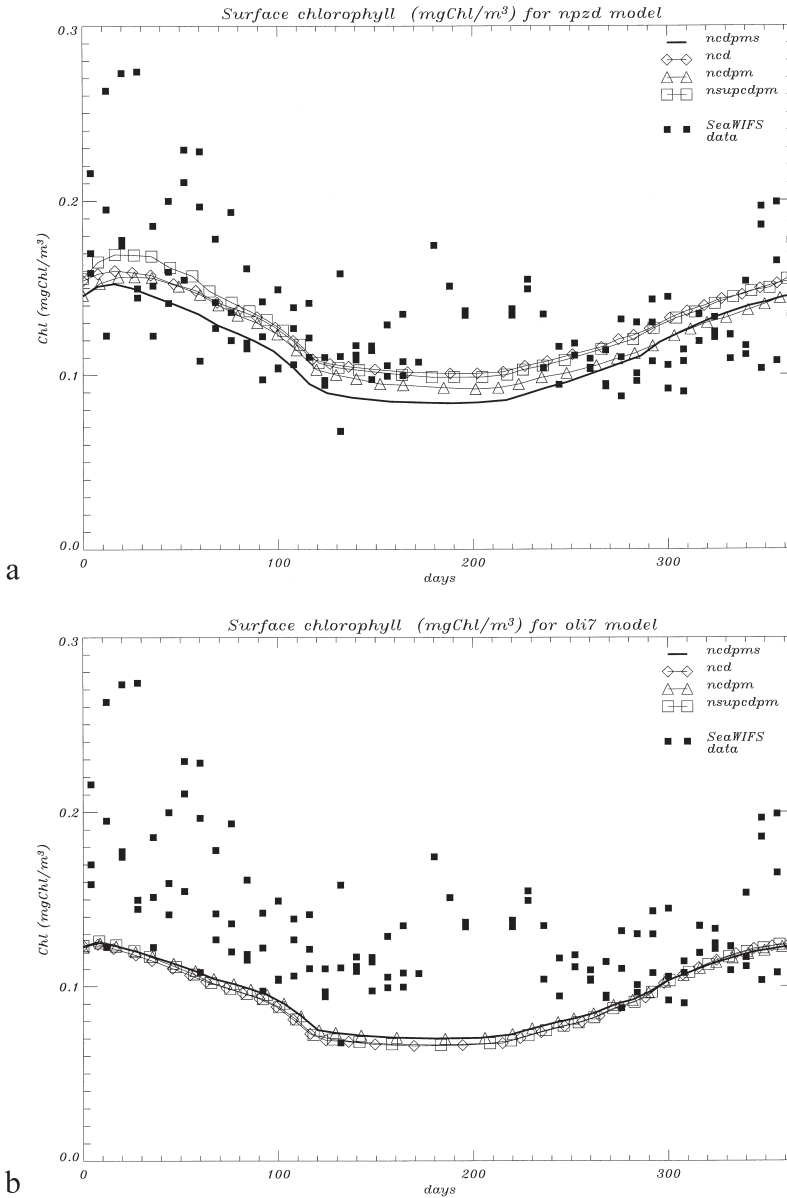 Surface chlorophyll (mgChl/m³) for npzd model
0.3
ncdpms
ncd
ncdpm
nsupcdpm
SeaWIFS
data
0.2
Chl (mgChl/m³)
0.1
0.0
0 100 200 300
days
a
Surface chlorophyll (mgChl/m³) for oli7 model
0.3
ncdpms
ncd
ncdpm
nsupcdpm
SeaWIFS
data
0.2
Chl (mgChl/m³)
0.1
0.0
0 100 200 300
days
b